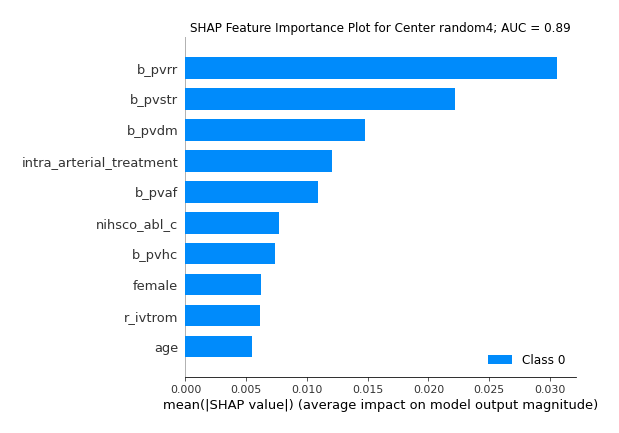 SHAP Feature Importance Plot for Center random4; AUC = 0.89
b_pvrr
b_pvstr
b_pvdm
intra_arterial_treatment
b_pvaf
nihsco_abl_c
b_pvhc
female
r_ivtrom
age
Class 0
0.000 0.005 0.010 0.015 0.020 0.025 0.030
mean(|SHAP value|) (average impact on model output magnitude)